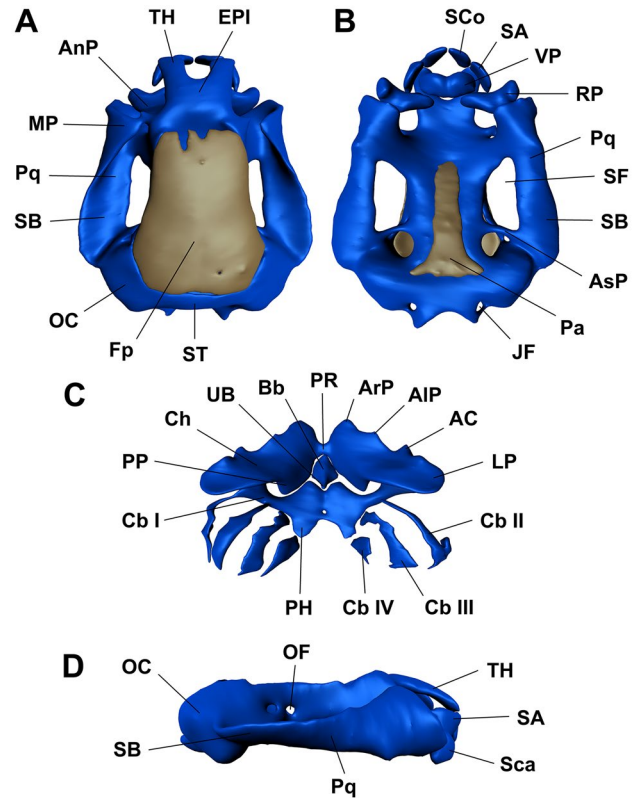 A
TH
EPI
AnP
MP
Pq
SB
OC
Fp
ST
B
SCo
SA
VP
RP
Pq
SF
SB
AsP
Pa
JF
C
UB
Bb
PR
ArP
AlP
Ch
AC
PP
LP
Cb I
Cb II
PH
Cb IV
Cb III
D
OC
OF
TH
SA
SB
Sca
Pq